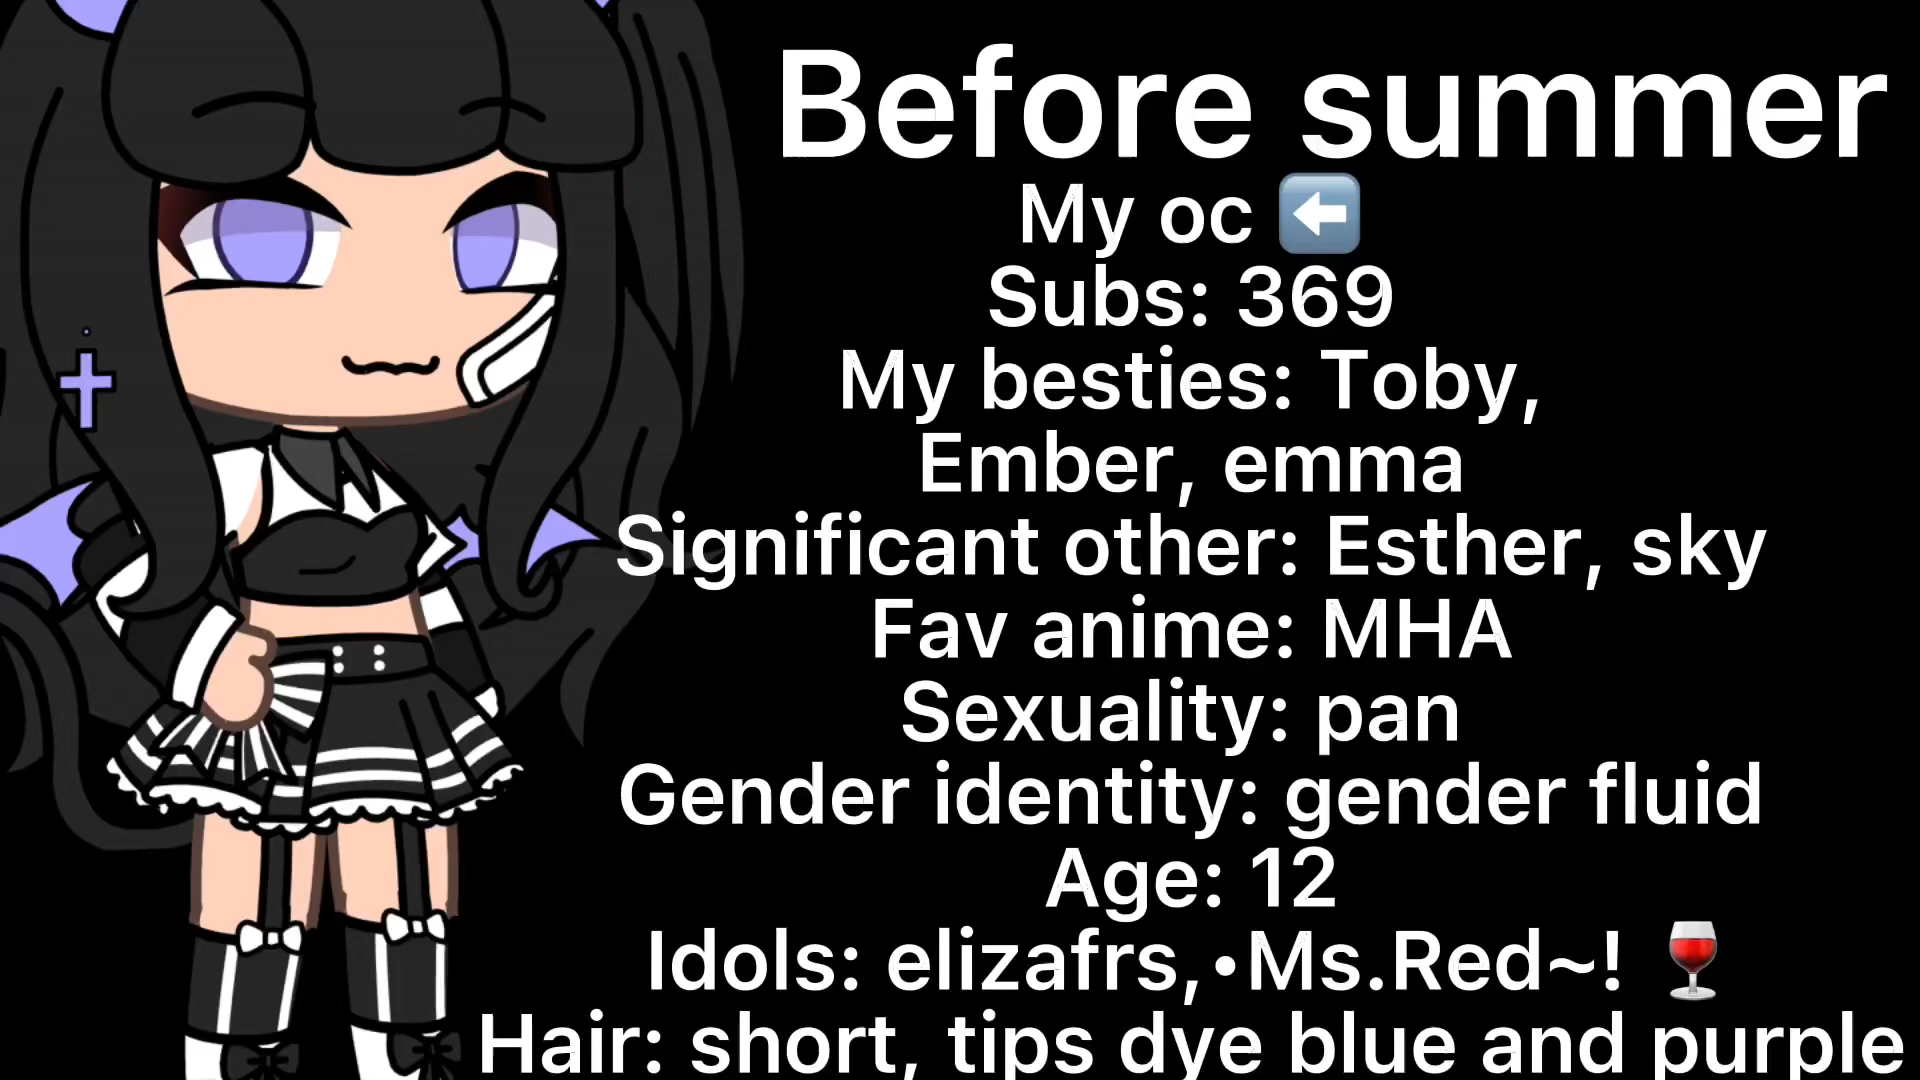 Before summer
My oc ⬅️
Subs: 369
My besties: Toby,
Ember, emma
Significant other: Esther, sky
Fav anime: MHA
Sexuality: pan
Gender identity: gender fluid
Age: 12
Idols: elizafrs,•Ms.Red~! 🍷
Hair: short, tips dye blue and purple